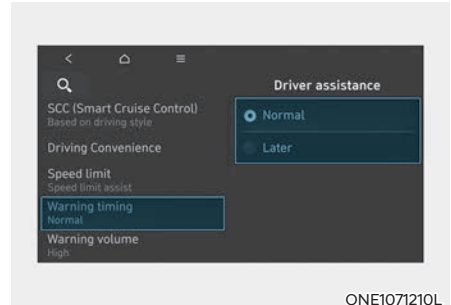 Driver assistance
SCC (Smart Cruise Control)
Based on driving style
Driving Convenience
Speed limit
Speed limit assist
Warning timing
Normal
Warning volume
High
Normal
Later
ONE1071210L